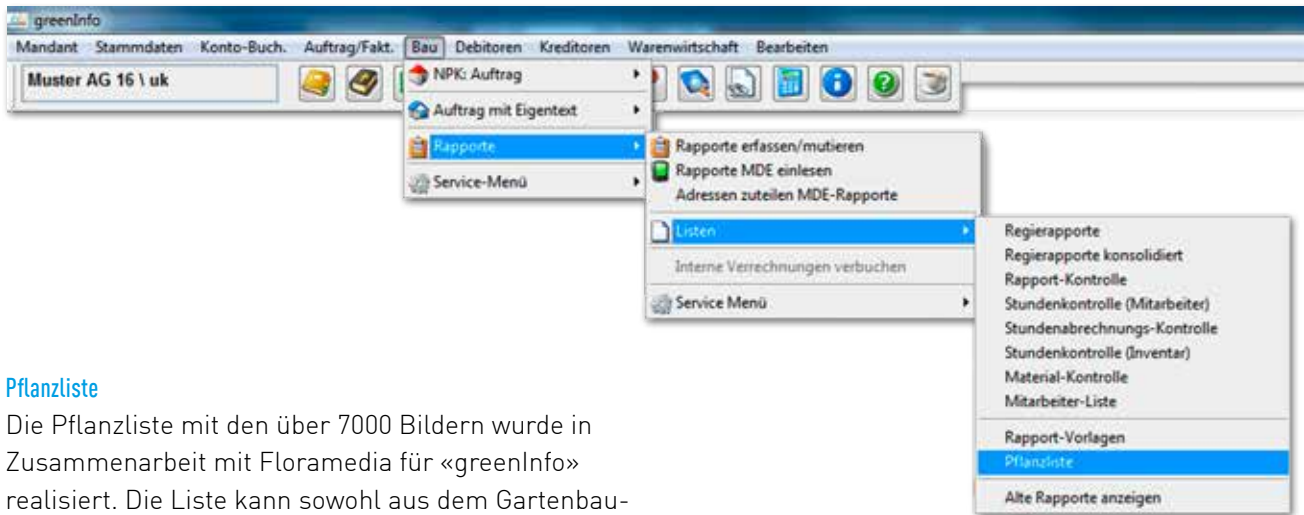 greenInfo
Mandant Stammdaten Konto-Buch. Auftrag/Fakt. Bau Debitoren Kreditoren Warenwirtschaft Bearbeiten
Muster AG 16 \ uk
NPK: Auftrag
Auftrag mit Eigentext
Rapporte
Service-Menü
Rapporte erfassen/mutieren
Rapporte MDE einlesen
Adressen zuteilen MDE-Rapporte
Listen
Interne Verrechnungen verbuchen
Service Menü
Regierapporte
Regierapporte konsolidiert
Rapport-Kontrolle
Stundenkontrolle (Mitarbeiter)
Stundenabrechnungs-Kontrolle
Stundenkontrolle (Inventar)
Material-Kontrolle
Mitarbeiter-Liste
Rapport-Vorlagen
Pflanzliste
Alte Rapporte anzeigen
Pflanzliste
Die Pflanzliste mit den über 7000 Bildern wurde in
Zusammenarbeit mit Floramedia für «greenInfo»
realisiert. Die Liste kann sowohl aus dem Gartenbau-